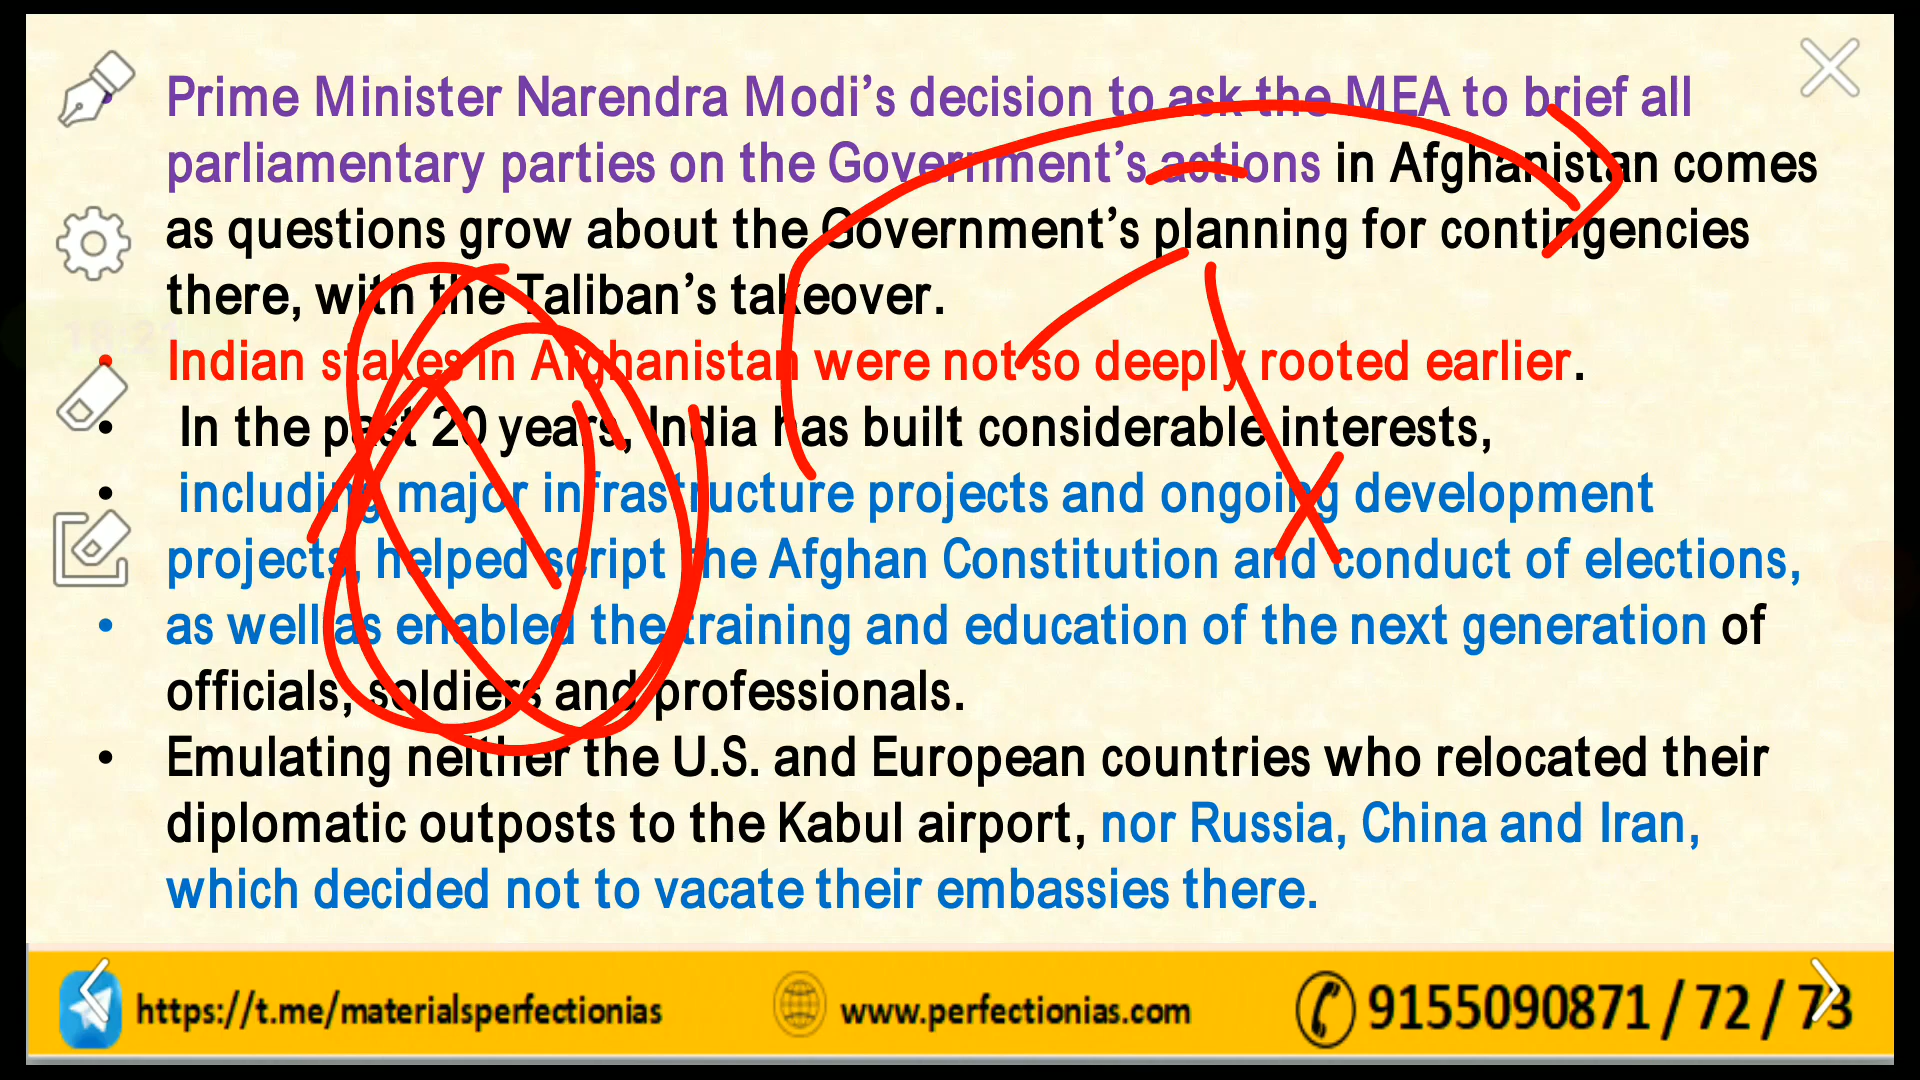 Prime Minister Narendra Modi's decision to ask the MEA to brief all
parliamentary parties on the Government's actions in Afghanistan comes
as questions grow about the Government's planning for contingencies
there, with the Taliban's takeover.
• Indian stakes in Afghanistan were not so deeply rooted earlier.
• In the past 20 years, India has built considerable interests,
• including major infrastructure projects and ongoing development
projects, helped script the Afghan Constitution and conduct of elections,
• as well as enabled the training and education of the next generation of
officials, soldiers and professionals.
• Emulating neither the U.S. and European countries who relocated their
diplomatic outposts to the Kabul airport, nor Russia, China and Iran,
which decided not to vacate their embassies there.
https://t.me/materialsperfectionias www.perfectionias.com 9155090871 / 72 / 73